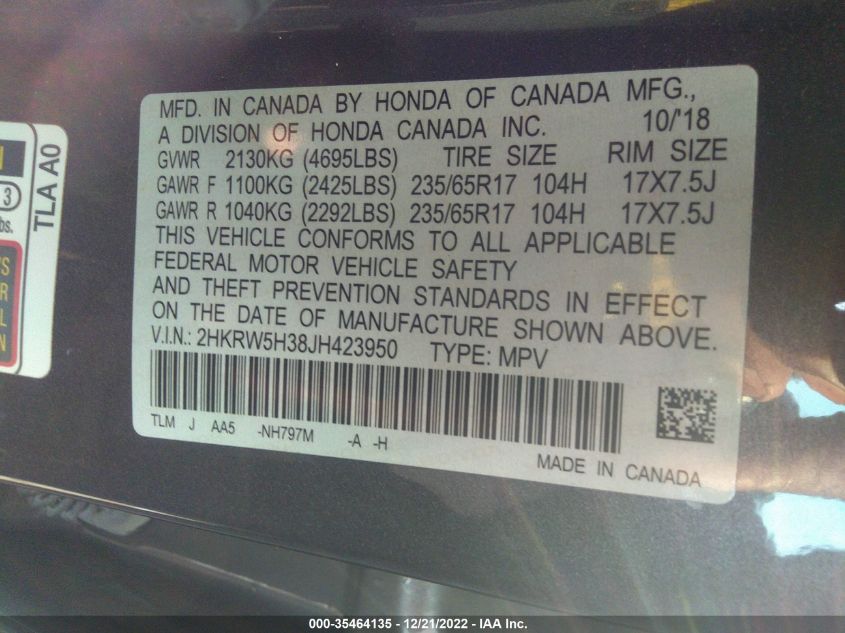 MFD. IN CANADA BY HONDA OF CANADA MFG.,
A DIVISION OF HONDA CANADA INC. 10/'18
GVWR 2130KG (4695LBS) TIRE SIZE RIM SIZE
GAWR F 1100KG (2425LBS) 235/65R17 104H 17X7.5J
GAWR R 1040KG (2292LBS) 235/65R17 104H 17X7.5J
THIS VEHICLE CONFORMS TO ALL APPLICABLE
FEDERAL MOTOR VEHICLE SAFETY
AND THEFT PREVENTION STANDARDS IN EFFECT
ON THE DATE OF MANUFACTURE SHOWN ABOVE.
V.I.N.: 2HKRW5H38JH423950 TYPE: MPV
TLM J AA5 -NH797M -A -H
MADE IN CANADA
TLA A0
3
bs.
000-35464135 - 12/21/2022 - IAA Inc.